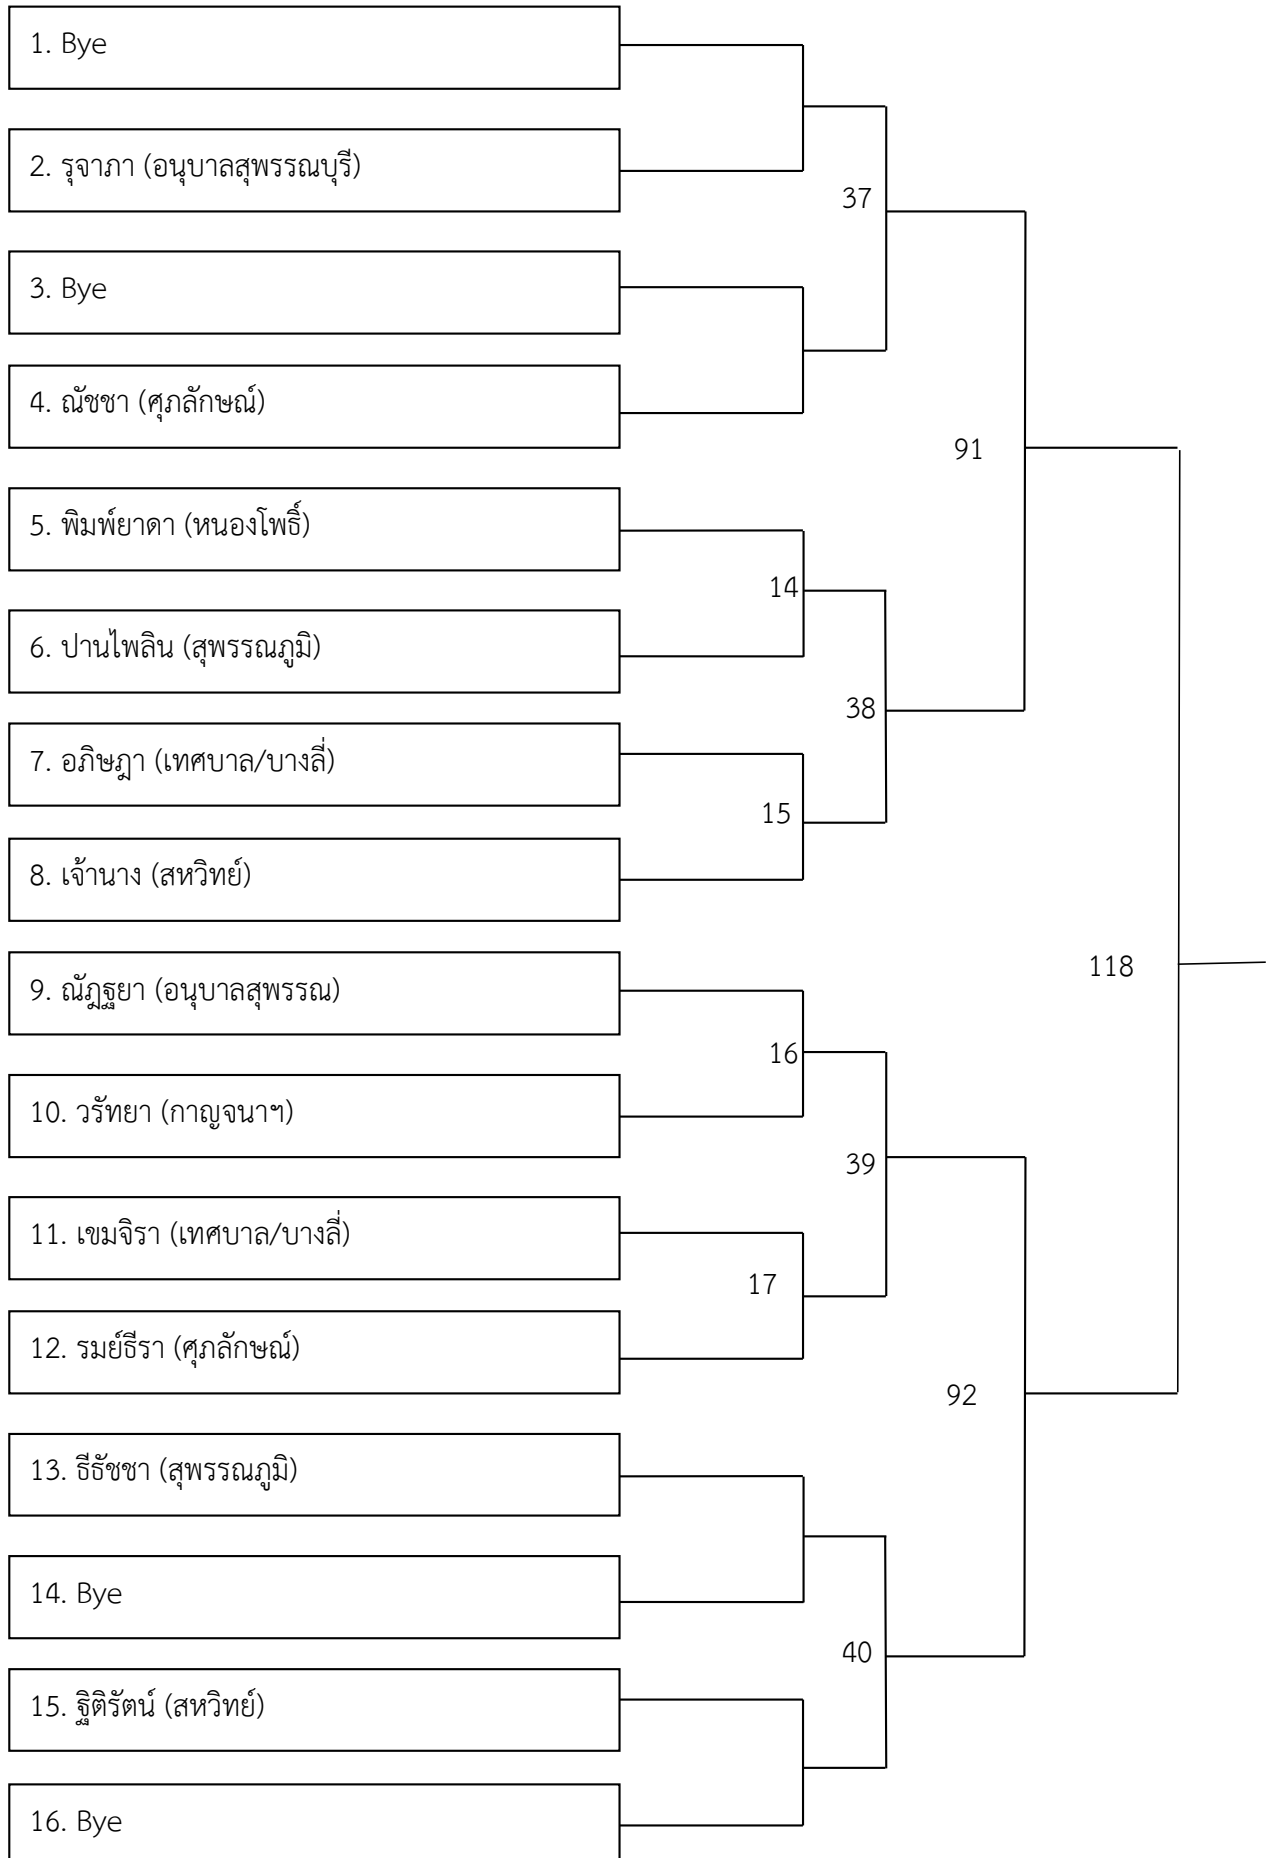 1. Bye
2. รุจาภา (อนุบาลสุพรรณบุรี)
37
3. Bye
4. ณัชชา (ศุภลักษณ์)
91
5. พิมพ์ยาดา (หนองโพธิ์)
14
6. ปานไพลิน (สุพรรณภูมิ)
38
7. อภิษฎา (เทศบาล/บางลี่)
15
8. เจ้านาง (สหวิทย์)
118
9. ณัฎฐยา (อนุบาลสุพรรณ)
16
10. วรัทยา (กาญจนาฯ)
39
11. เขมจิรา (เทศบาล/บางลี่)
17
12. รมย์ธีรา (ศุภลักษณ์)
92
13. ธีธัชชา (สุพรรณภูมิ)
14. Bye
40
15. ฐิติรัตน์ (สหวิทย์)
16. Bye